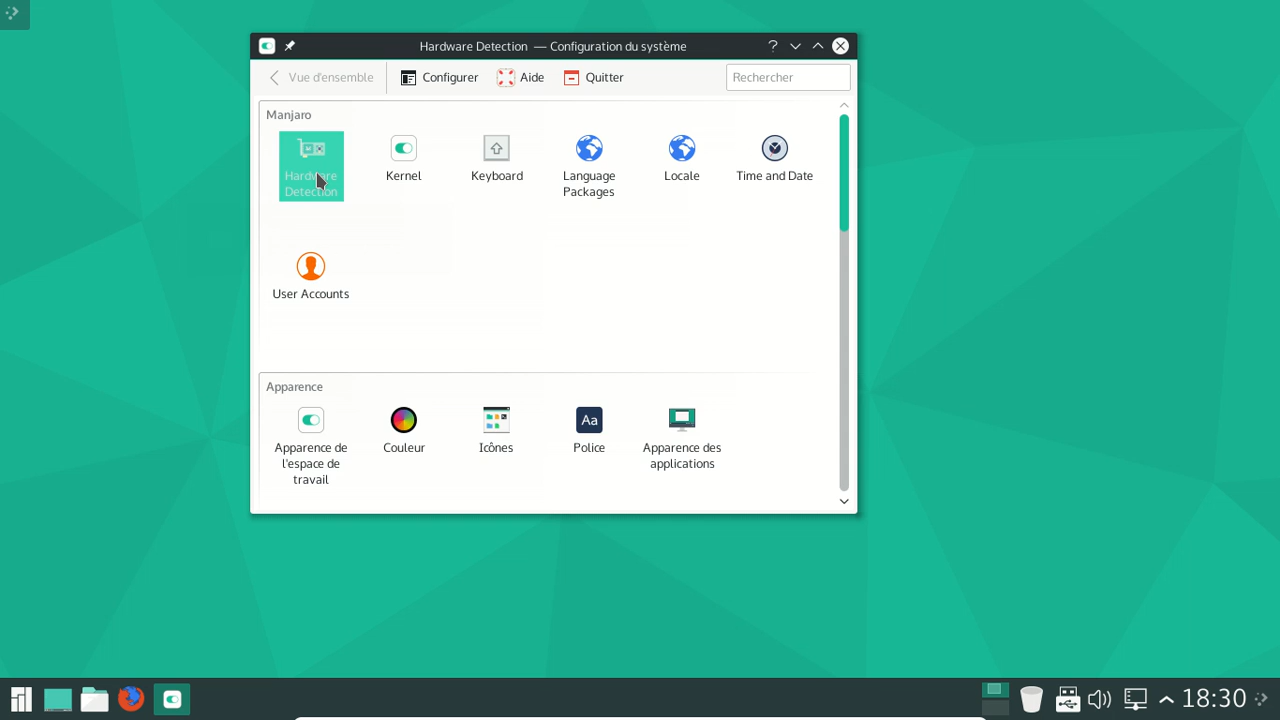 Hardware Detection — Configuration du système
Vue d'ensemble Configurer Aide Quitter Rechercher
Manjaro
Hardware Detection
Kernel
Keyboard
Language Packages
Locale
Time and Date
User Accounts
Apparence
Apparence de l'espace de travail
Couleur
Icônes
Aa
Police
Apparence des applications
18:30